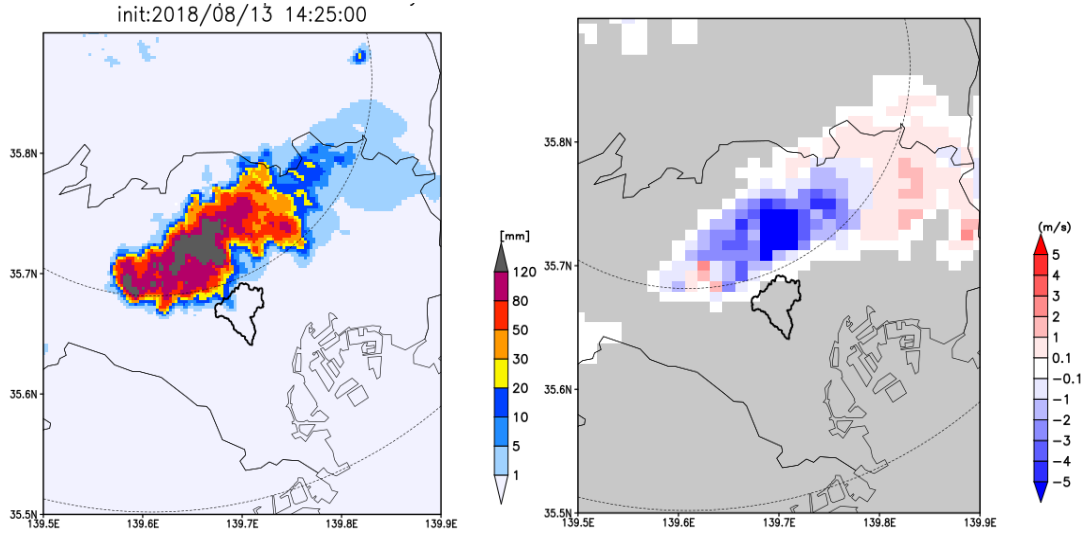 init:2018/08/13 14:25:00
35.8N
35.7N
35.6N
35.5N
139.5E
139.6E
139.7E
139.8E
139.9E
[mm]
120
80
50
30
20
10
5
1
35.8N
35.7N
35.6N
35.5N
139.5E
139.6E
139.7E
139.8E
139.9E
(m/s)
5
4
3
2
1
0.1
-0.1
-1
-2
-3
-4
-5